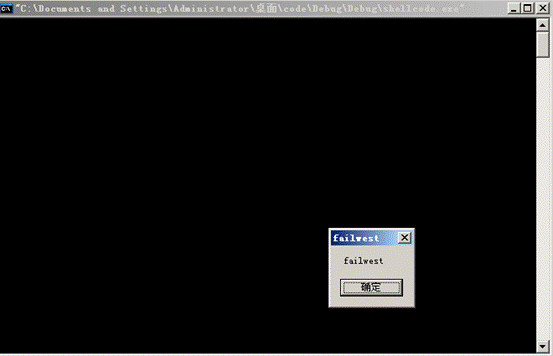 "C:\Documents and Settings\Administrator\桌面\code\Debug\Debug\shellcode.exe"
failwest
failwest
确定